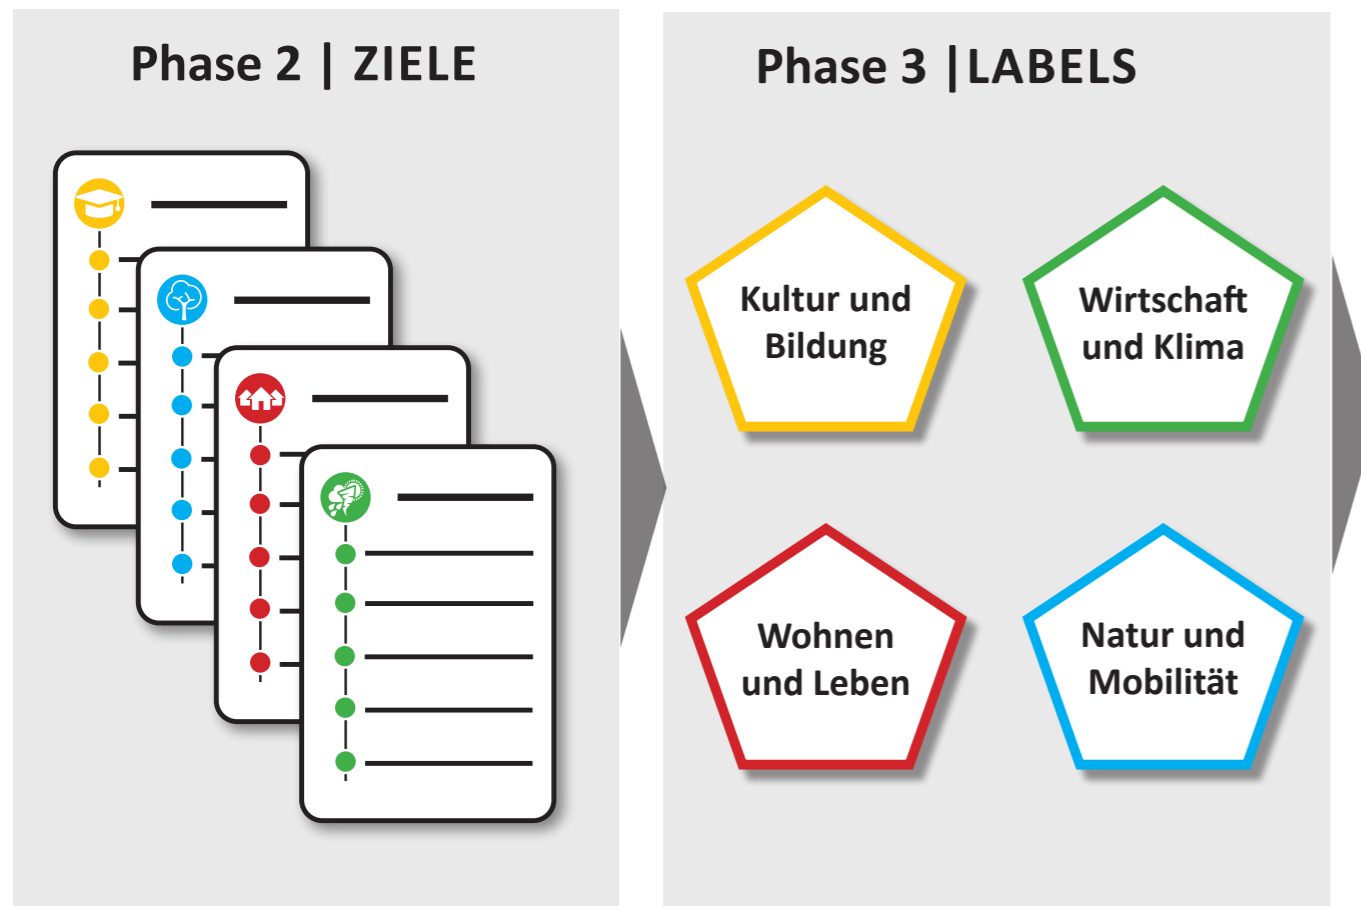 Phase 2 | ZIELE
Phase 3 |LABELS
Kultur und
Bildung
Wirtschaft
und Klima
Wohnen
und Leben
Natur und
Mobilität